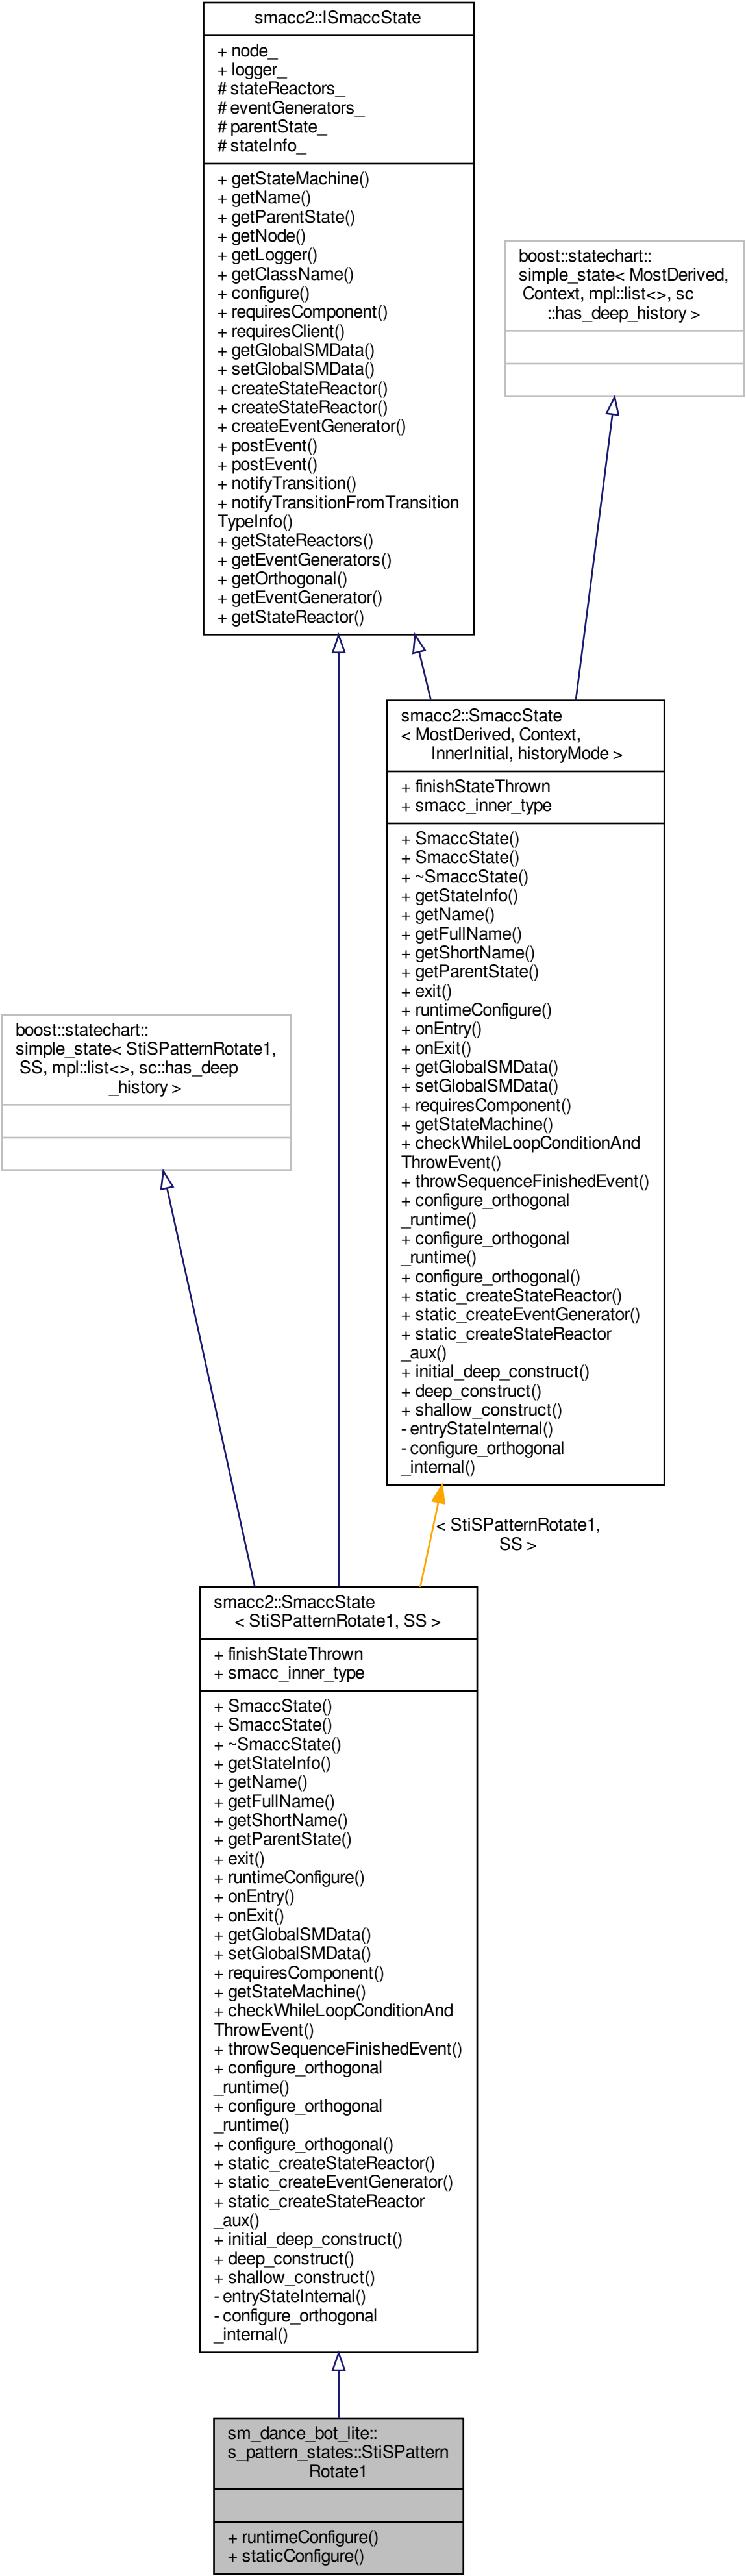 smacc2::ISmaccState
+ node_
+ logger_
# stateReactors_
# eventGenerators_
# parentState_
# stateInfo_
+ getStateMachine()
+ getName()
+ getParentState()
+ getNode()
+ getLogger()
+ getClassName()
+ configure()
+ requiresComponent()
+ requiresClient()
+ getGlobalSMData()
+ setGlobalSMData()
+ createStateReactor()
+ createStateReactor()
+ createEventGenerator()
+ postEvent()
+ postEvent()
+ notifyTransition()
+ notifyTransitionFromTransition
TypeInfo()
+ getStateReactors()
+ getEventGenerators()
+ getOrthogonal()
+ getEventGenerator()
+ getStateReactor()
boost::statechart::
simple_state< MostDerived,
Context, mpl::list<>, sc
::has_deep_history >
smacc2::SmaccState
< MostDerived, Context,
InnerInitial, historyMode >
+ finishStateThrown
+ smacc_inner_type
+ SmaccState()
+ SmaccState()
+ ~SmaccState()
+ getStateInfo()
+ getName()
+ getFullName()
+ getShortName()
+ getParentState()
+ exit()
+ runtimeConfigure()
+ onEntry()
+ onExit()
+ getGlobalSMData()
+ setGlobalSMData()
+ requiresComponent()
+ getStateMachine()
+ checkWhileLoopConditionAnd
ThrowEvent()
+ throwSequenceFinishedEvent()
+ configure_orthogonal
_runtime()
+ configure_orthogonal
_runtime()
+ configure_orthogonal()
+ static_createStateReactor()
+ static_createEventGenerator()
+ static_createStateReactor
_aux()
+ initial_deep_construct()
+ deep_construct()
+ shallow_construct()
- entryStateInternal()
- configure_orthogonal
_internal()
boost::statechart::
simple_state< StiSPatternRotate1,
SS, mpl::list<>, sc::has_deep
_history >
< StiSPatternRotate1,
SS >
smacc2::SmaccState
< StiSPatternRotate1, SS >
+ finishStateThrown
+ smacc_inner_type
+ SmaccState()
+ SmaccState()
+ ~SmaccState()
+ getStateInfo()
+ getName()
+ getFullName()
+ getShortName()
+ getParentState()
+ exit()
+ runtimeConfigure()
+ onEntry()
+ onExit()
+ getGlobalSMData()
+ setGlobalSMData()
+ requiresComponent()
+ getStateMachine()
+ checkWhileLoopConditionAnd
ThrowEvent()
+ throwSequenceFinishedEvent()
+ configure_orthogonal
_runtime()
+ configure_orthogonal
_runtime()
+ configure_orthogonal()
+ static_createStateReactor()
+ static_createEventGenerator()
+ static_createStateReactor
_aux()
+ initial_deep_construct()
+ deep_construct()
+ shallow_construct()
- entryStateInternal()
- configure_orthogonal
_internal()
sm_dance_bot_lite::
s_pattern_states::StiSPattern
Rotate1
+ runtimeConfigure()
+ staticConfigure()